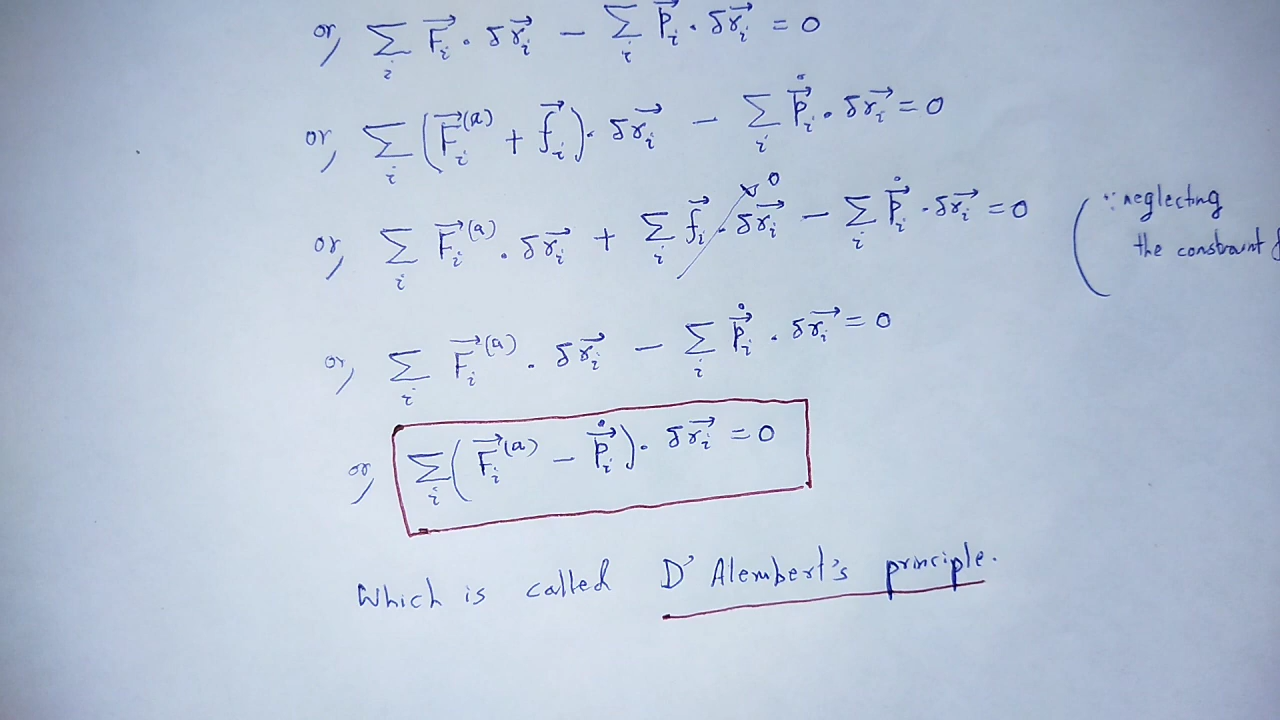 or, ∑ᵢ F⃗ᵢ · δr⃗ᵢ − ∑ᵢ P⃗ᵢ · δr⃗ᵢ = 0
or, ∑ᵢ (F⃗ᵢ⁽ᵃ⁾ + f⃗ᵢ) · δr⃗ᵢ − ∑ᵢ Ṗ⃗ᵢ · δr⃗ᵢ = 0
or, ∑ᵢ F⃗ᵢ⁽ᵃ⁾ · δr⃗ᵢ + ∑ᵢ f⃗ᵢ · δr⃗ᵢ → 0 − ∑ᵢ Ṗ⃗ᵢ · δr⃗ᵢ = 0 ( ∵ neglecting
the constraint
or, ∑ᵢ F⃗ᵢ⁽ᵃ⁾ · δr⃗ᵢ − ∑ᵢ Ṗ⃗ᵢ · δr⃗ᵢ = 0
or, ∑ᵢ (F⃗ᵢ⁽ᵃ⁾ − Ṗ⃗ᵢ) · δr⃗ᵢ = 0
Which is called D'Alembert's principle.